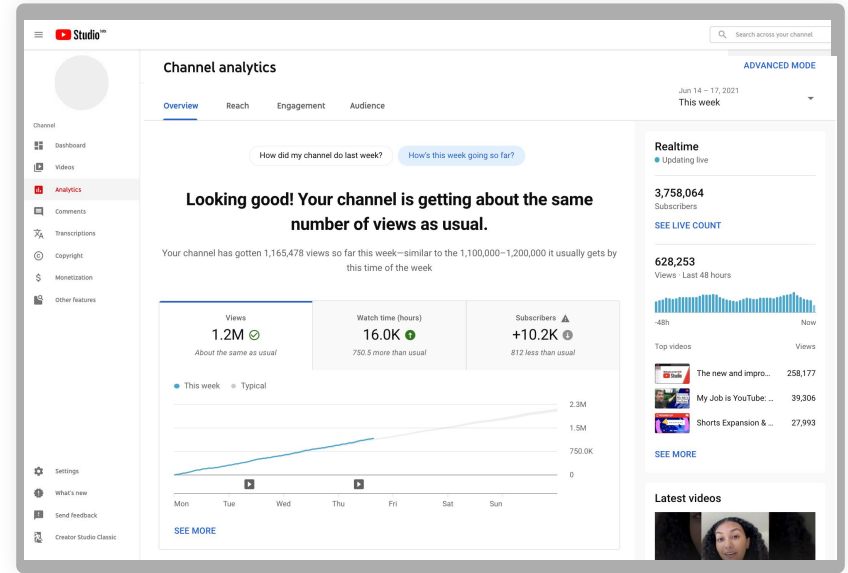 Studio
Search across your channel
Channel analytics
ADVANCED MODE
Jun 14 – 17, 2021
This week
Overview Reach Engagement Audience
Channel
Dashboard
Videos
Analytics
Comments
Transcriptions
Copyright
Monetization
Other features
Settings
What's new
Send feedback
Creator Studio Classic
How did my channel do last week? How's this week going so far?
Looking good! Your channel is getting about the same
number of views as usual.
Your channel has gotten 1,165,478 views so far this week—similar to the 1,100,000–1,200,000 it usually gets by
this time of the week
Views
1.2M
About the same as usual
Watch time (hours)
16.0K
750.5 more than usual
Subscribers
+10.2K
812 less than usual
This week Typical
2.3M
1.5M
750.0K
0
Mon Tue Wed Thu Fri Sat Sun
SEE MORE
Realtime
Updating live
3,758,064
Subscribers
SEE LIVE COUNT
628,253
Views · Last 48 hours
-48h Now
Top videos Views
The new and impro... 258,177
My Job is YouTube: ... 39,306
Shorts Expansion & ... 27,993
SEE MORE
Latest videos